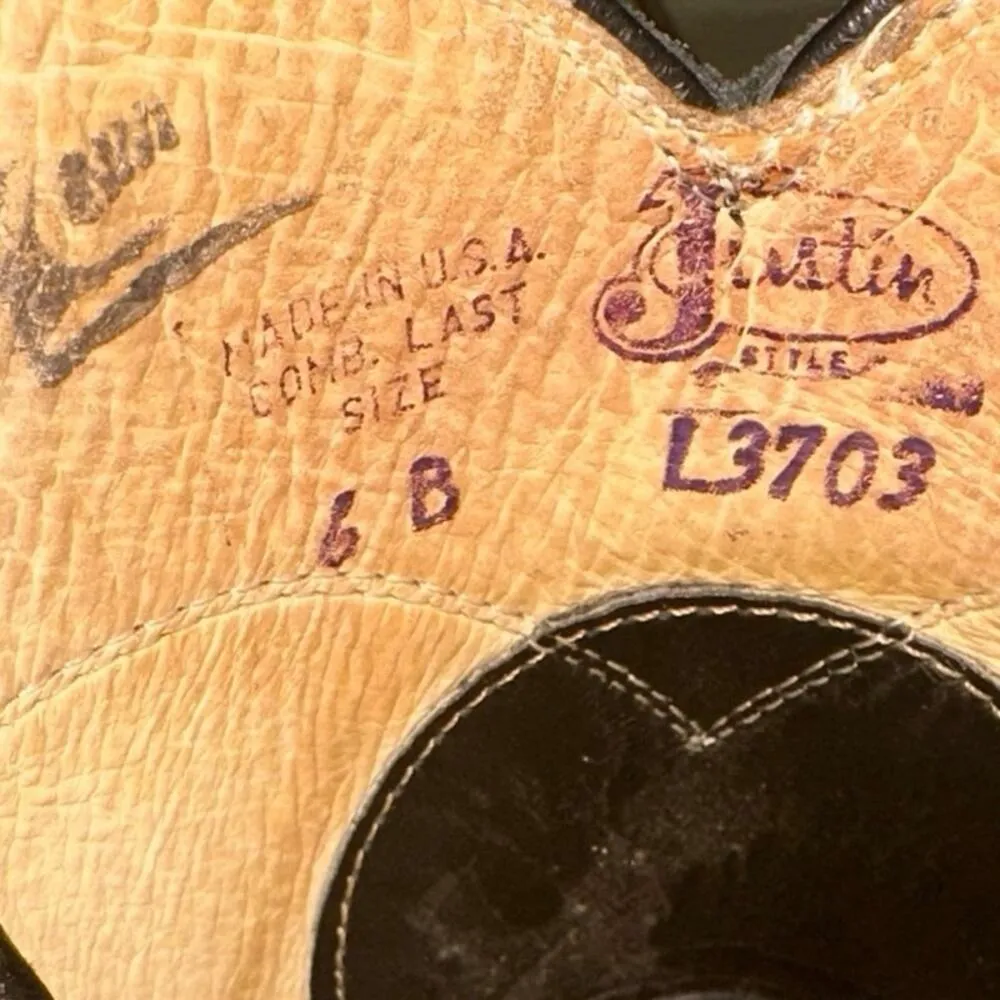 MADE IN U.S.A.
COMB. LAST
SIZE
6 B
Justin
STYLE
L3703